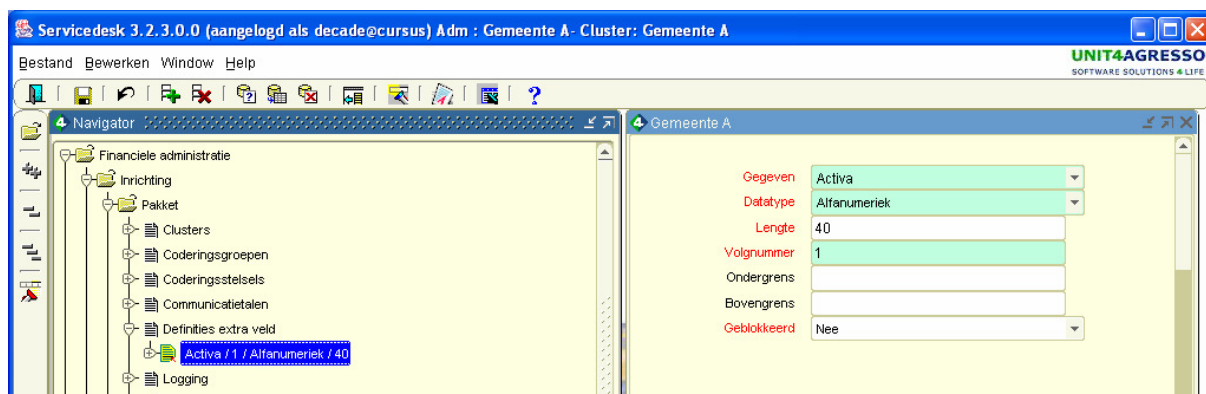 Servicedesk 3.2.3.0.0 (aangelogd als decade@cursus) Adm : Gemeente A- Cluster: Gemeente A
Bestand Bewerken Window Help
UNIT4AGRESSO
SOFTWARE SOLUTIONS 4 LIFE
4 Navigator
Financiele administratie
Inrichting
Pakket
Clusters
Coderingsgroepen
Coderingsstelsels
Communicatietalen
Definities extra veld
Activa / 1 / Alfanumeriek / 40
Logging
4 Gemeente A
Gegeven Activa
Datatype Alfanumeriek
Lengte 40
Volgnummer 1
Ondergrens
Bovengrens
Geblokkeerd Nee